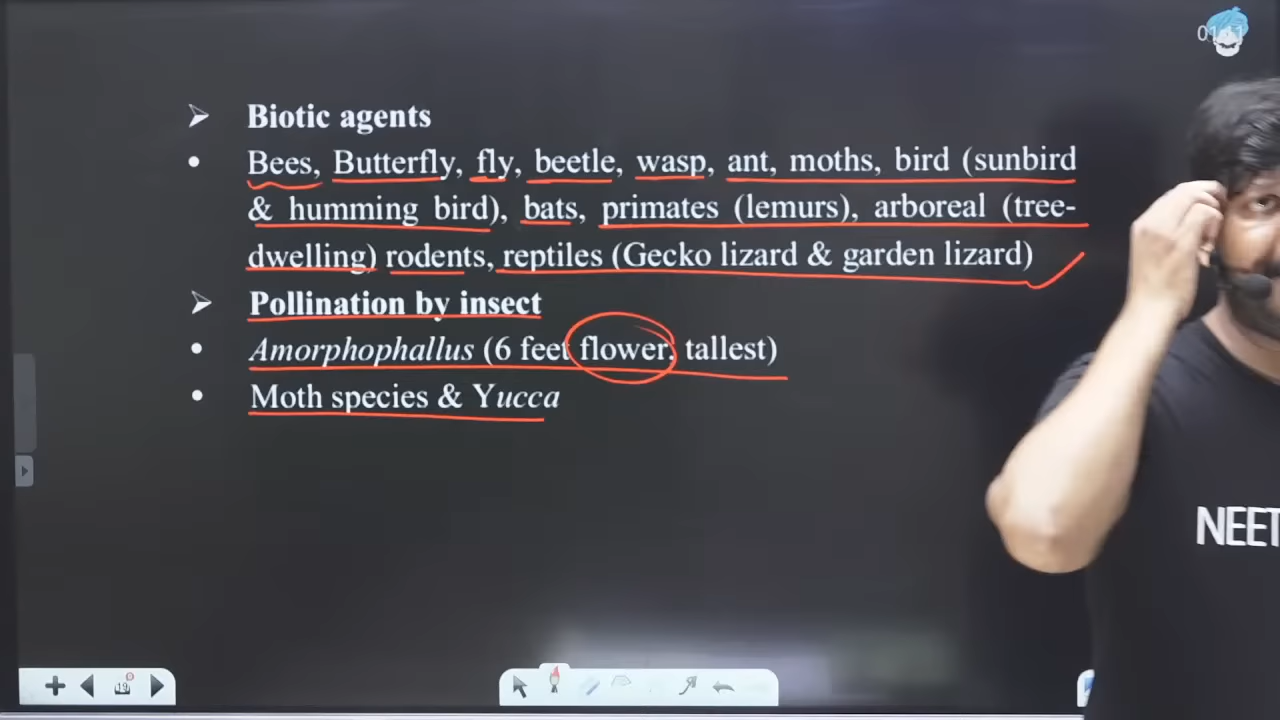 Biotic agents
Bees, Butterfly, fly, beetle, wasp, ant, moths, bird (sunbird
& humming bird), bats, primates (lemurs), arboreal (tree-
dwelling) rodents, reptiles (Gecko lizard & garden lizard)
Pollination by insect
Amorphophallus (6 feet flower, tallest)
Moth species & Yucca
NEET
19